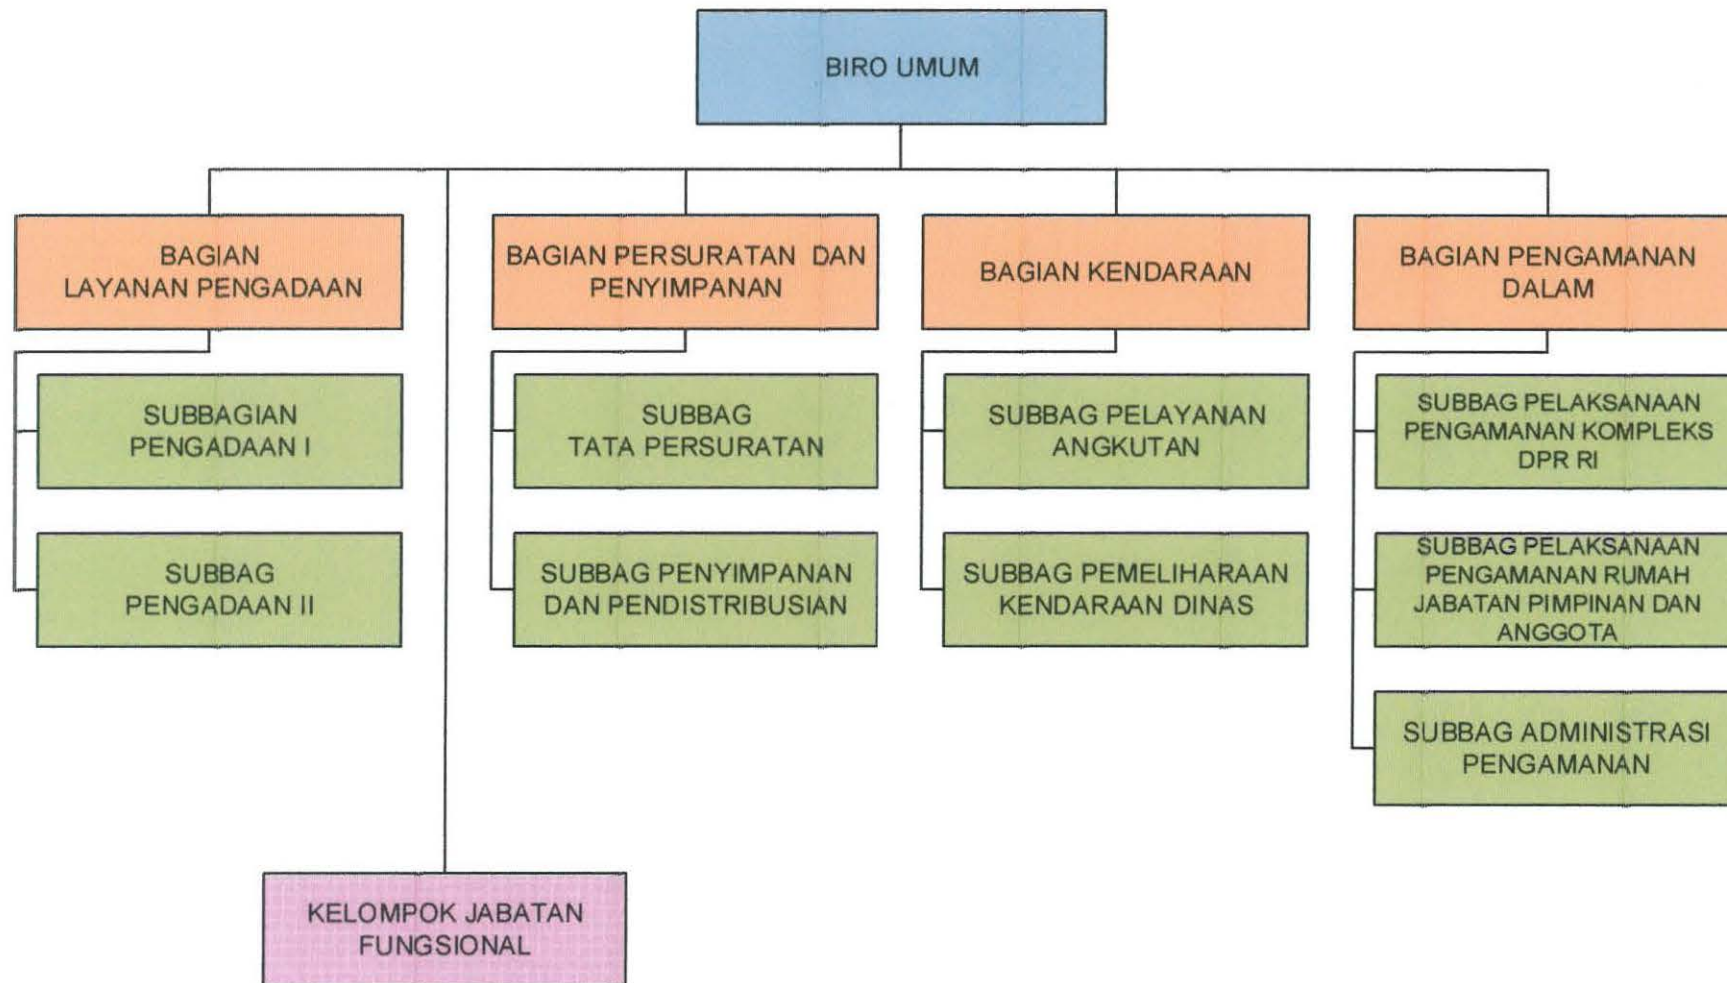 BIRO UMUM
BAGIAN
LAYANAN PENGADAAN
BAGIAN PERSURATAN DAN
PENYIMPANAN
BAGIAN KENDARAAN
BAGIAN PENGAMANAN
DALAM
SUBBAGIAN
PENGADAAN I
SUBBAG
TATA PERSURATAN
SUBBAG PELAYANAN
ANGKUTAN
SUBBAG PELAKSANAAN
PENGAMANAN KOMPLEKS
DPR RI
SUBBAG
PENGADAAN II
SUBBAG PENYIMPANAN
DAN PENDISTRIBUSIAN
SUBBAG PEMELIHARAAN
KENDARAAN DINAS
SUBBAG PELAKSANAAN
PENGAMANAN RUMAH
JABATAN PIMPINAN DAN
ANGGOTA
SUBBAG ADMINISTRASI
PENGAMANAN
KELOMPOK JABATAN
FUNGSIONAL